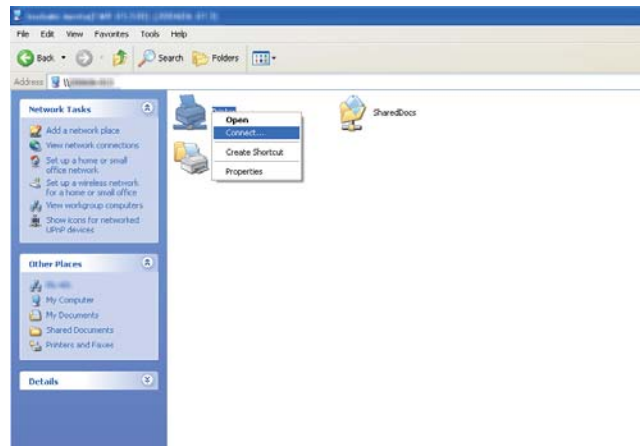 File Edit View Favorites Tools Help
Back Search Folders
Address \\
Network Tasks
Add a network place
View network connections
Set up a home or small
office network
Set up a wireless network
for a home or small office
View workgroup computers
Show icons for networked
UPnP devices
Other Places
My Computer
My Documents
Shared Documents
Printers and Faxes
Details
Open
Connect...
Create Shortcut
Properties
SharedDocs